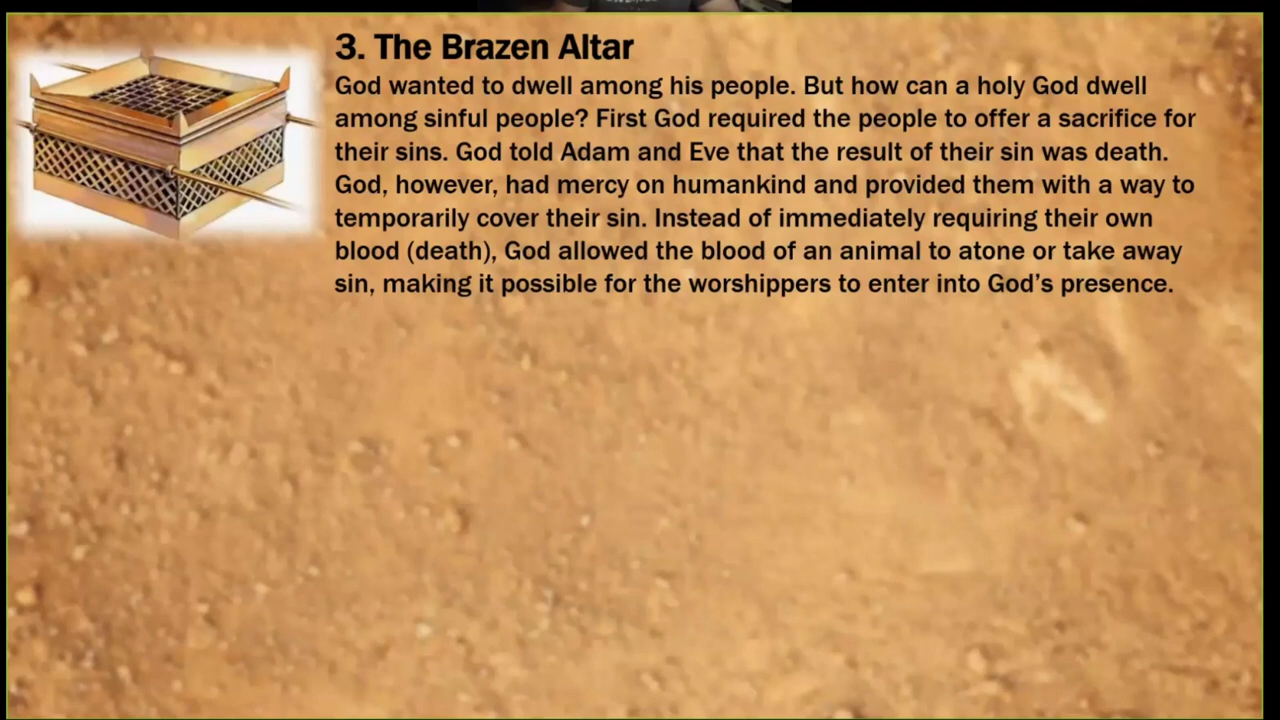 3. The Brazen Altar
God wanted to dwell among his people. But how can a holy God dwell
among sinful people? First God required the people to offer a sacrifice for
their sins. God told Adam and Eve that the result of their sin was death.
God, however, had mercy on humankind and provided them with a way to
temporarily cover their sin. Instead of immediately requiring their own
blood (death), God allowed the blood of an animal to atone or take away
sin, making it possible for the worshippers to enter into God’s presence.